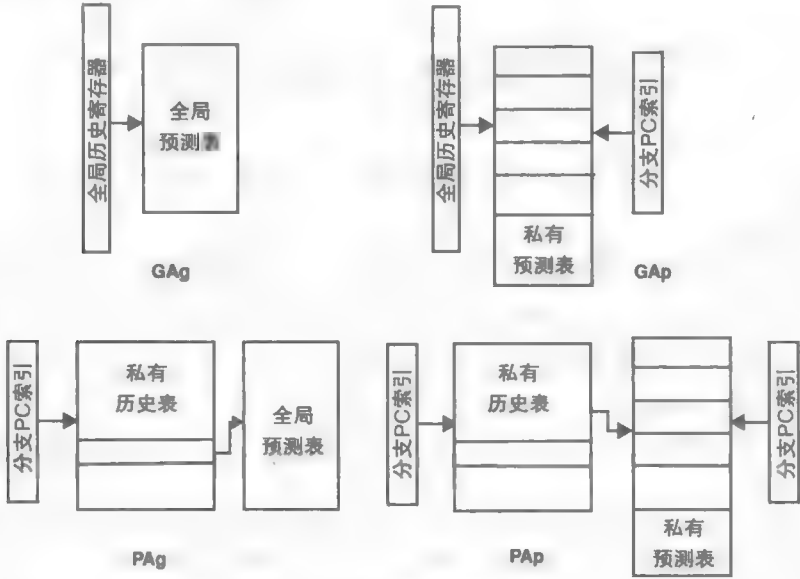 全局历史寄存器
全局
预测
GAg
全局历史寄存器
私有
预测表
分支PC索引
GAp
分支PC索引
私有
历史表
全局
预测表
PAg
分支PC索引
私有
历史表
私有
预测表
分支PC索引
PAp